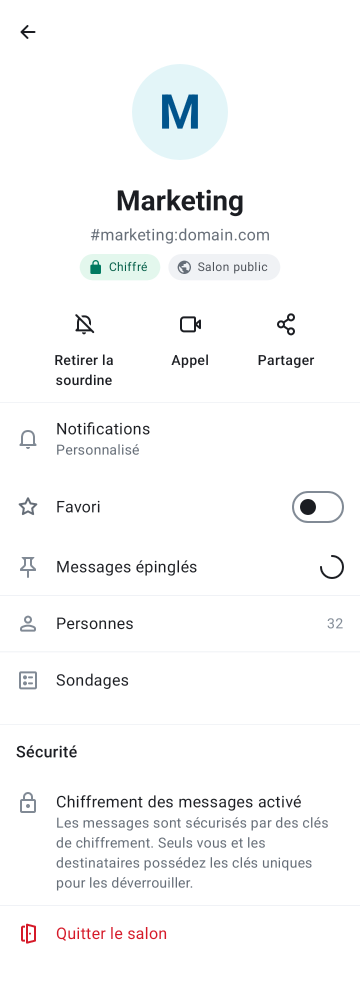 M
Marketing
#marketing:domain.com
Chiffré
Salon public
Retirer la
sourdine
Appel
Partager
Notifications
Personnalisé
Favori
Messages épinglés
Personnes
32
Sondages
Sécurité
Chiffrement des messages activé
Les messages sont sécurisés par des clés
de chiffrement. Seuls vous et les
destinataires possédez les clés uniques
pour les déverrouiller.
Quitter le salon